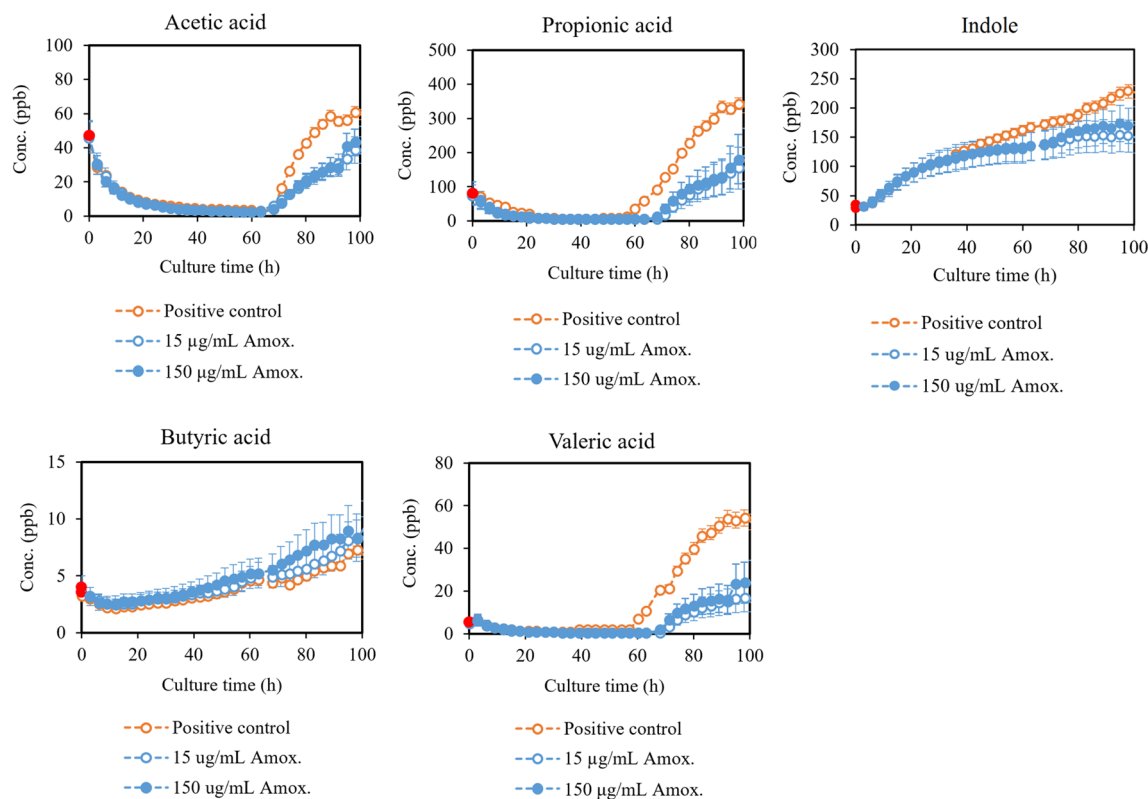 Acetic acid
100
80
60
40
20
0
Conc. (ppb)
0 20 40 60 80 100
Culture time (h)
Positive control
15 µg/mL Amox.
150 µg/mL Amox.
Propionic acid
500
400
300
200
100
0
Conc. (ppb)
0 20 40 60 80 100
Culture time (h)
Positive control
15 ug/mL Amox.
150 ug/mL Amox.
Indole
300
250
200
150
100
50
0
Conc. (ppb)
0 20 40 60 80 100
Culture time (h)
Positive control
15 ug/mL Amox.
150 ug/mL Amox.
Butyric acid
15
10
5
0
Conc. (ppb)
0 20 40 60 80 100
Culture time (h)
Positive control
15 ug/mL Amox.
150 ug/mL Amox.
Valeric acid
80
60
40
20
0
Conc. (ppb)
0 20 40 60 80 100
Culture time (h)
Positive control
15 µg/mL Amox.
150 µg/mL Amox.